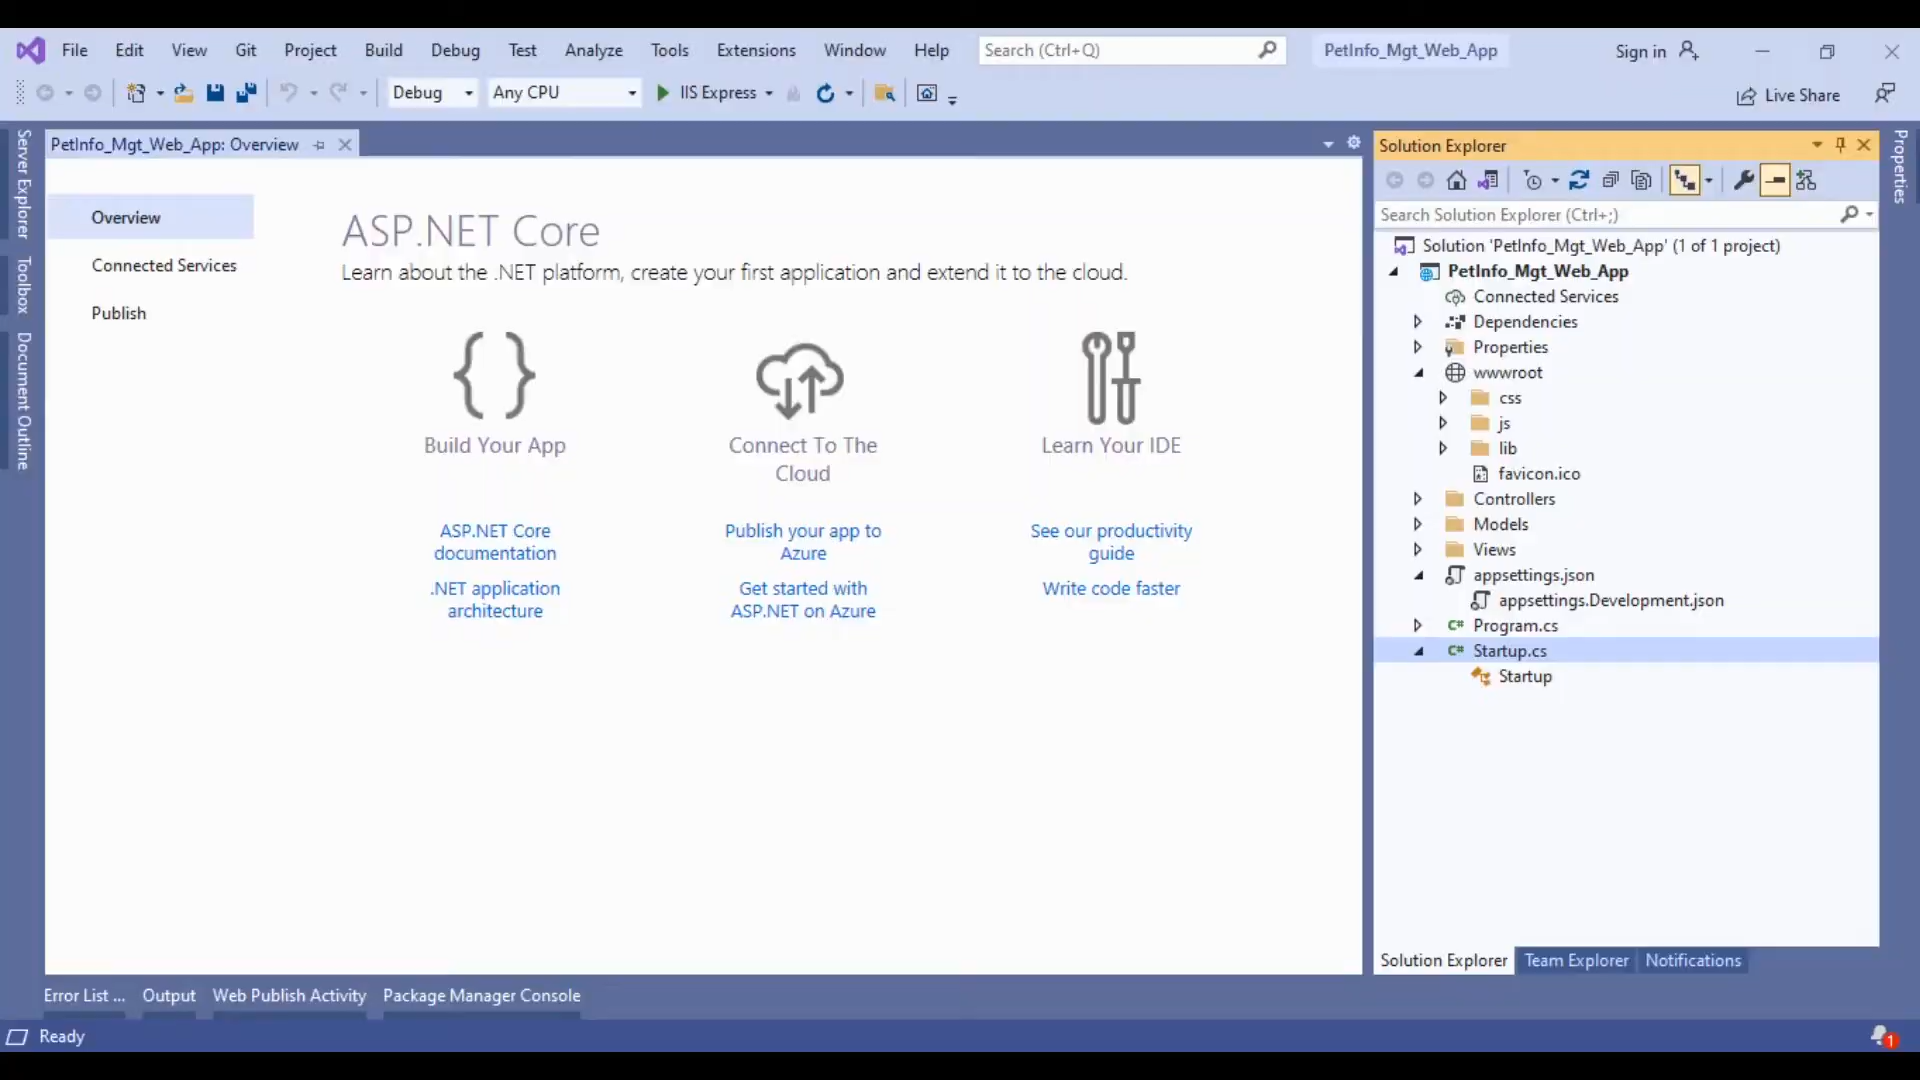 File Edit View Git Project Build Debug Test Analyze Tools Extensions Window Help Search (Ctrl+Q) PetInfo_Mgt_Web_App Sign in
Debug Any CPU IIS Express Live Share
Server Explorer
Toolbox
Document Outline
PetInfo_Mgt_Web_App: Overview
Overview
Connected Services
Publish
ASP.NET Core
Learn about the .NET platform, create your first application and extend it to the cloud.
Build Your App
Connect To The
Cloud
Learn Your IDE
ASP.NET Core
documentation
.NET application
architecture
Publish your app to
Azure
Get started with
ASP.NET on Azure
See our productivity
guide
Write code faster
Solution Explorer
Search Solution Explorer (Ctrl+;)
Solution 'PetInfo_Mgt_Web_App' (1 of 1 project)
PetInfo_Mgt_Web_App
Connected Services
Dependencies
Properties
wwwroot
css
js
lib
favicon.ico
Controllers
Models
Views
appsettings.json
appsettings.Development.json
C# Program.cs
C# Startup.cs
Startup
Solution Explorer Team Explorer Notifications
Properties
Error List ... Output Web Publish Activity Package Manager Console
Ready
1